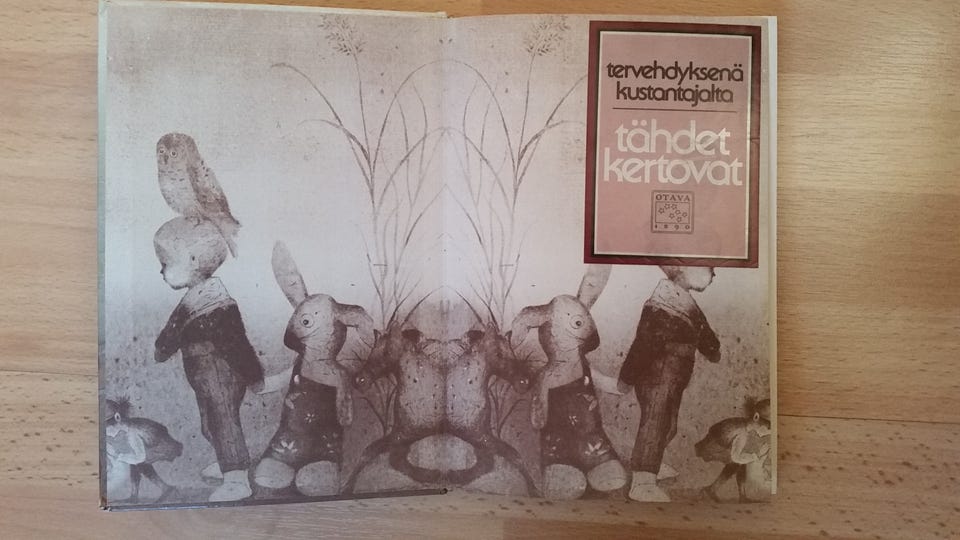 tervehdyksenä
kustantajalta
tähdet
kertovat
OTAVA
1890